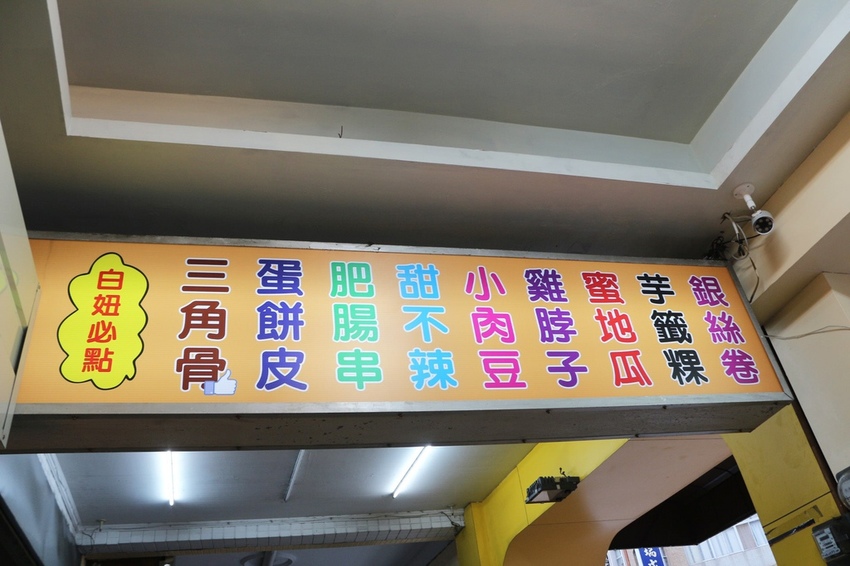 白妞必點
三角骨
蛋餅皮
肥腸串
甜不辣
小肉豆
雞脖子
蜜地瓜
芋籤粿
銀絲卷